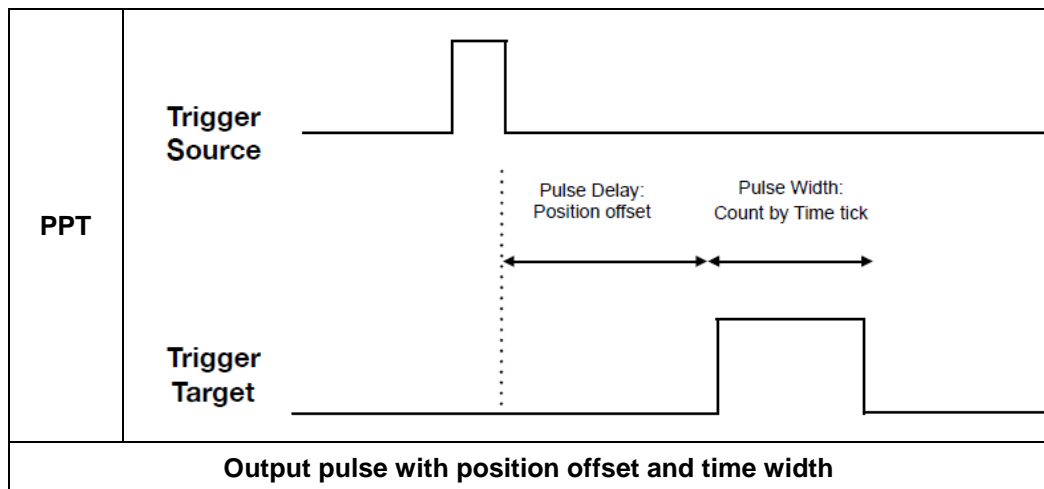 PPT
Trigger
Source
Pulse Delay:
Position offset
Pulse Width:
Count by Time tick
Trigger
Target
Output pulse with position offset and time width